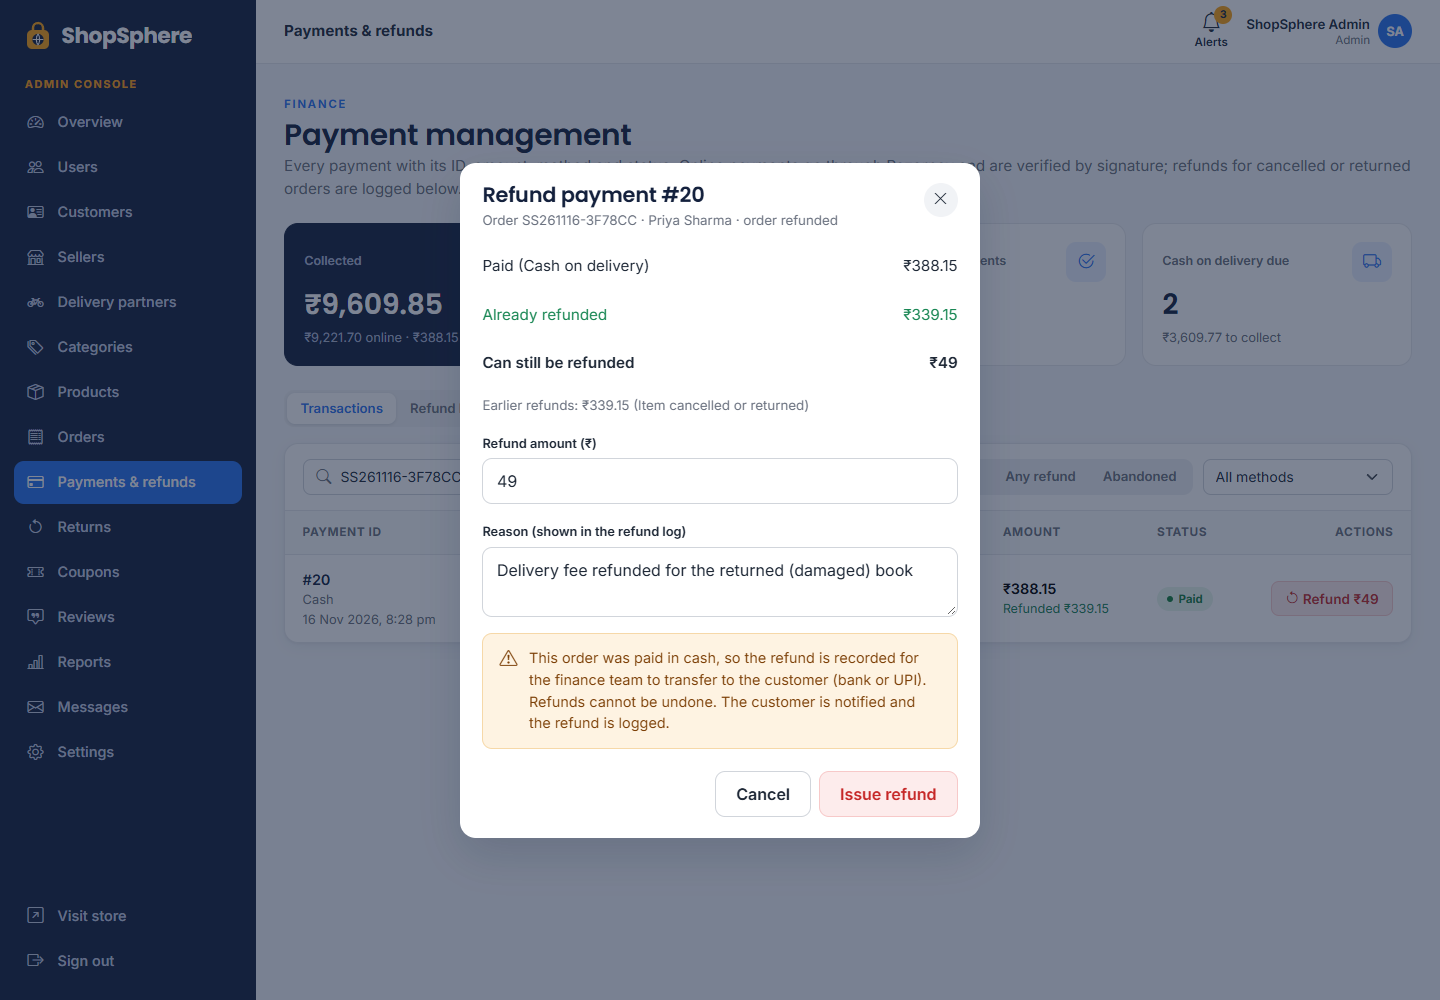 ShopSphere
ADMIN CONSOLE
Overview
Users
Customers
Sellers
Delivery partners
Categories
Products
Orders
Payments & refunds
Returns
Coupons
Reviews
Reports
Messages
Settings
Visit store
Sign out
Payments & refunds
3
Alerts
ShopSphere Admin
Admin
SA
FINANCE
Payment management
Every payment with its ID, are verified by signature; refunds for cancelled or returned
orders are logged below.
Collected
₹9,609.85
₹9,221.70 online · ₹388.15
Cash on delivery due
2
₹3,609.77 to collect
Transactions
Refund
SS261116-3F78CC
Any refund
Abandoned
All methods
PAYMENT ID
AMOUNT
STATUS
ACTIONS
#20
Cash
16 Nov 2026, 8:28 pm
₹388.15
Refunded ₹339.15
Paid
Refund ₹49
Refund payment #20
Order SS261116-3F78CC · Priya Sharma · order refunded
Paid (Cash on delivery) ₹388.15
Already refunded ₹339.15
Can still be refunded ₹49
Earlier refunds: ₹339.15 (Item cancelled or returned)
Refund amount (₹)
49
Reason (shown in the refund log)
Delivery fee refunded for the returned (damaged) book
This order was paid in cash, so the refund is recorded for
the finance team to transfer to the customer (bank or UPI).
Refunds cannot be undone. The customer is notified and
the refund is logged.
Cancel
Issue refund